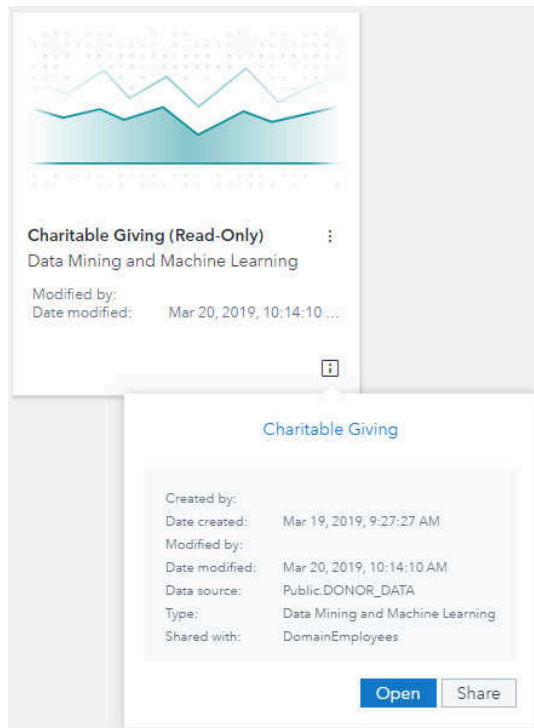 Charitable Giving (Read-Only)
Data Mining and Machine Learning
Modified by:
Date modified: Mar 20, 2019, 10:14:10 ...
Charitable Giving
Created by:
Date created: Mar 19, 2019, 9:27:27 AM
Modified by:
Date modified: Mar 20, 2019, 10:14:10 AM
Data source: Public.DONOR_DATA
Type: Data Mining and Machine Learning
Shared with: DomainEmployees
Open Share